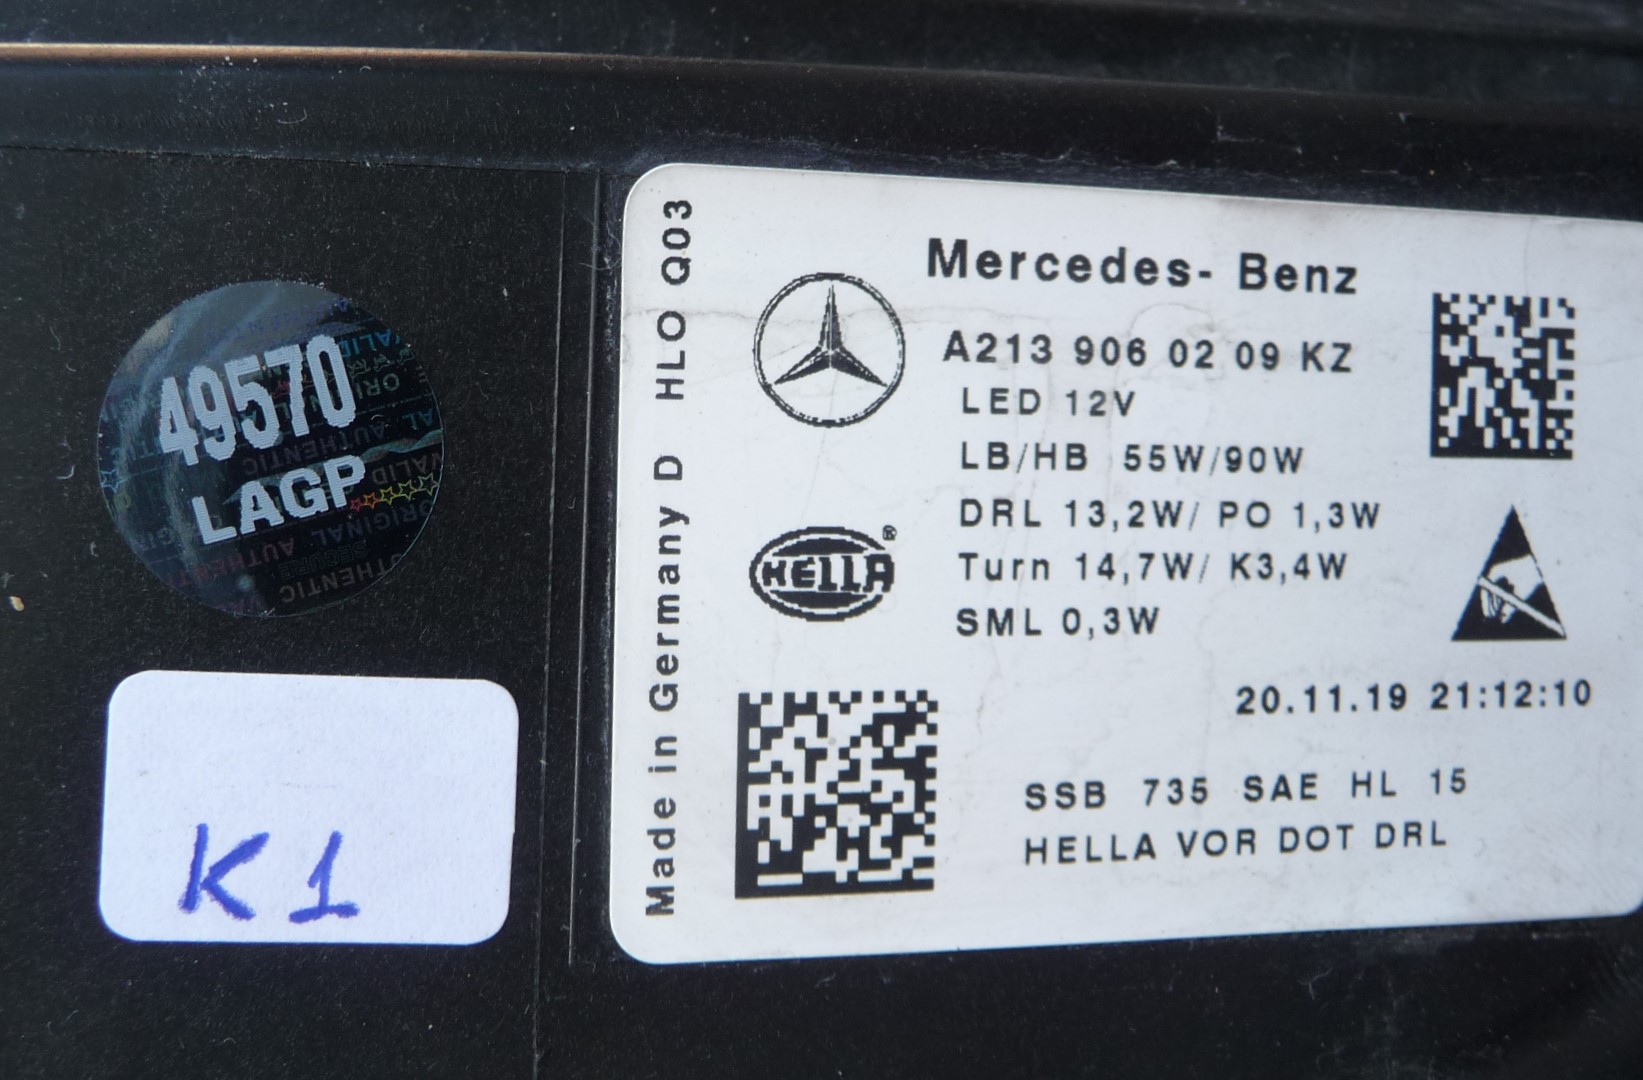 49570
LAGP
K1
Made in Germany D HLO Q03
Mercedes- Benz
A213 906 02 09 KZ
LED 12V
LB/HB 55W/90W
DRL 13,2W/ PO 1,3W
HELLA®
Turn 14,7W/ K3,4W
SML 0,3W
20.11.19 21:12:10
SSB 735 SAE HL 15
HELLA VOR DOT DRL